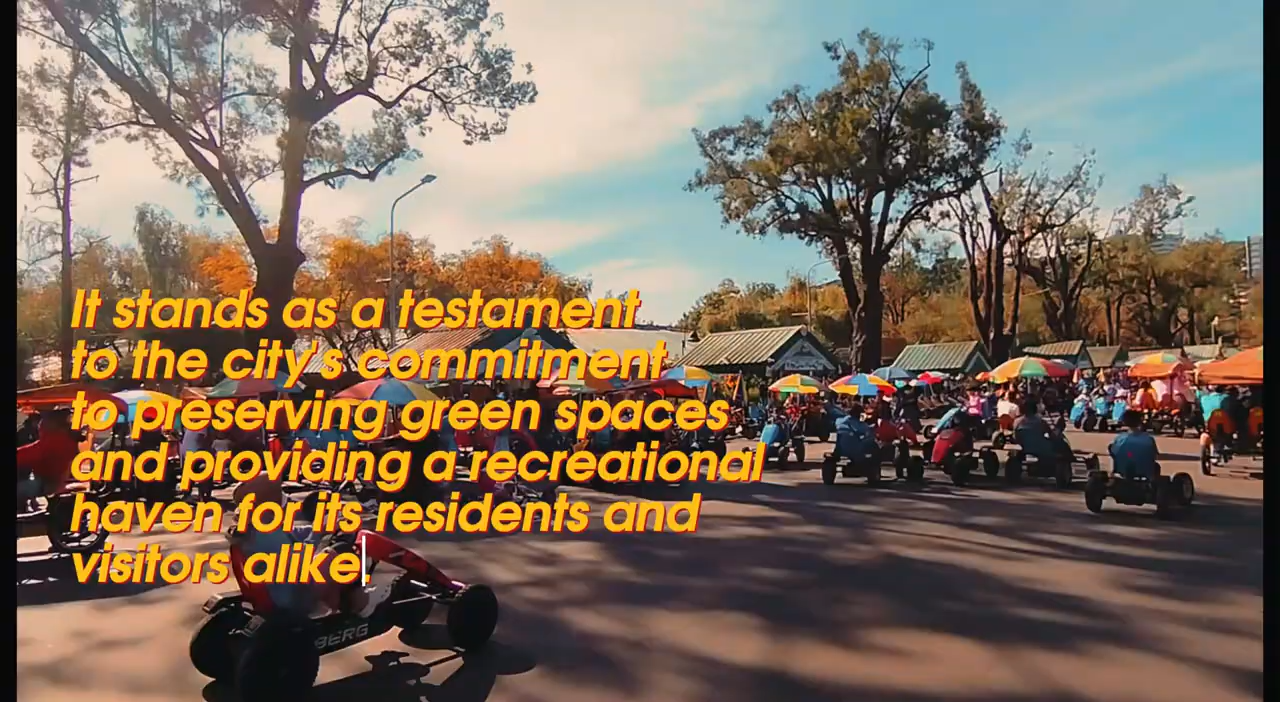 It stands as a testament
to the city's commitment
to preserving green spaces
and providing a recreational
haven for its residents and
visitors alike.
BERG